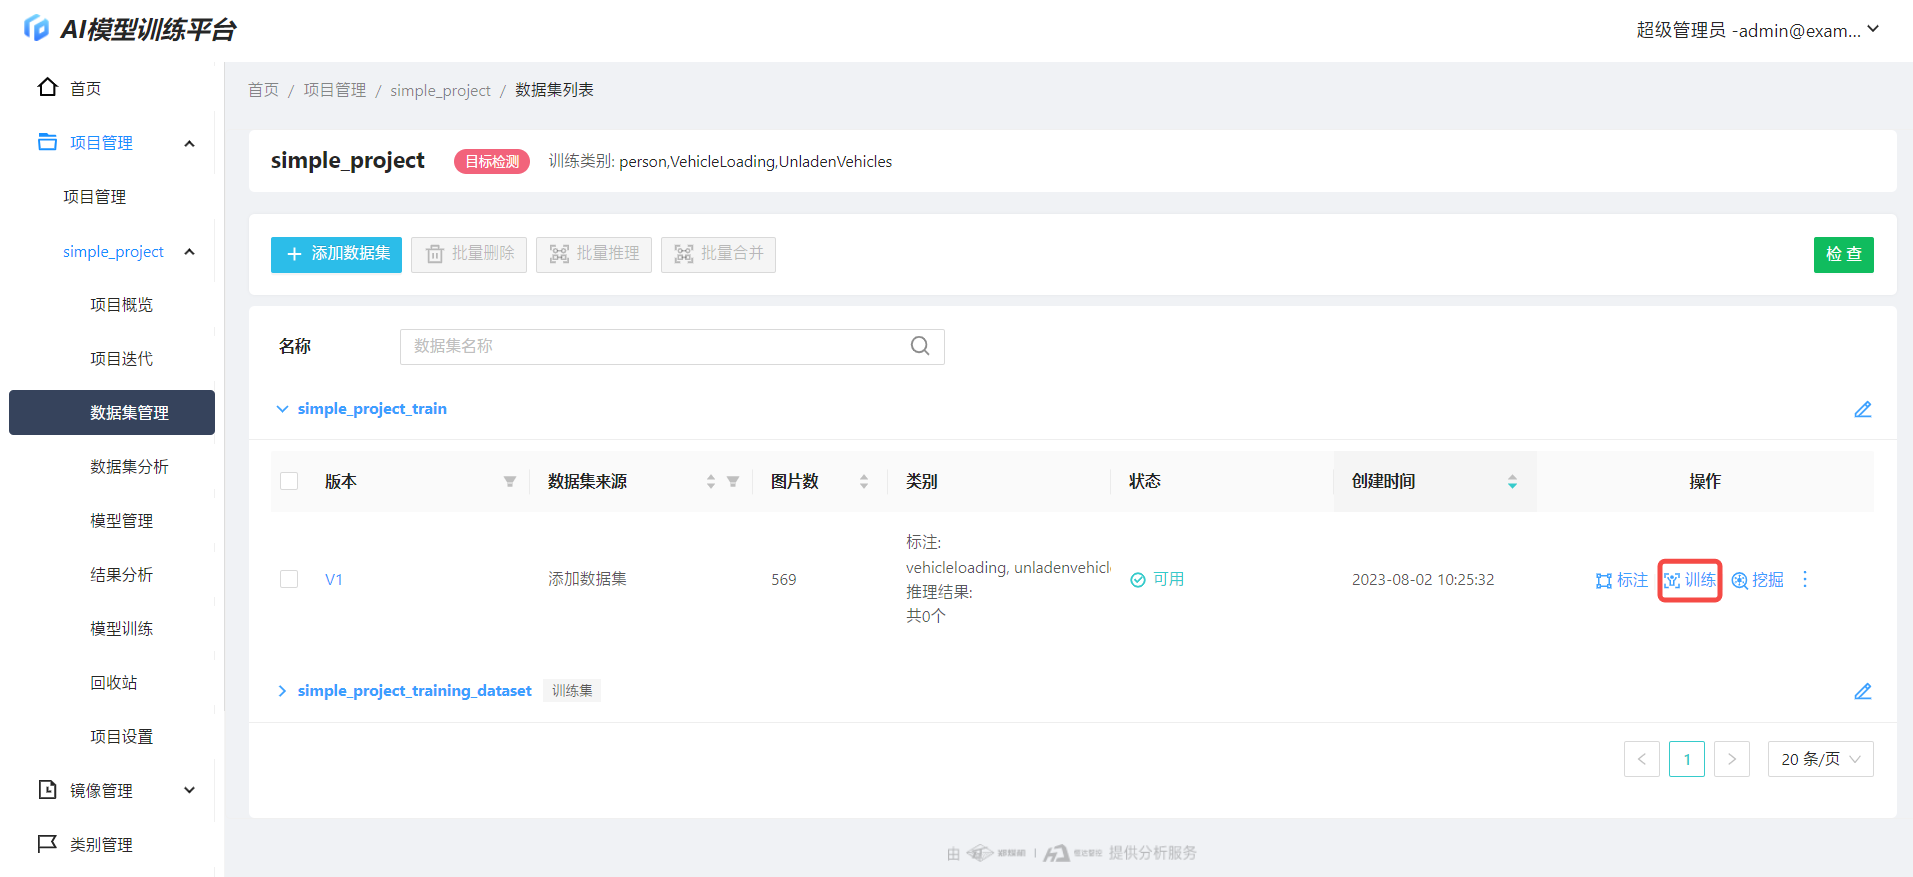 AI模型训练平台
超级管理员 -admin@exam...
首页
项目管理
项目管理
simple_project
项目概览
项目迭代
数据集管理
数据集分析
模型管理
结果分析
模型训练
回收站
项目设置
镜像管理
类别管理
首页 / 项目管理 / simple_project / 数据集列表
simple_project 目标检测 训练类别: person,VehicleLoading,UnladenVehicles
添加数据集 批量删除 批量推理 批量合并 检 查
名称 数据集名称
simple_project_train
版本 数据集来源 图片数 类别 状态 创建时间 操作
标注:
vehicleloading, unladenvehicl
推理结果:
共0个
V1 添加数据集 569 可用 2023-08-02 10:25:32 标注 训练 挖掘
simple_project_training_dataset 训练集
1 20 条/页
由 | 提供分析服务